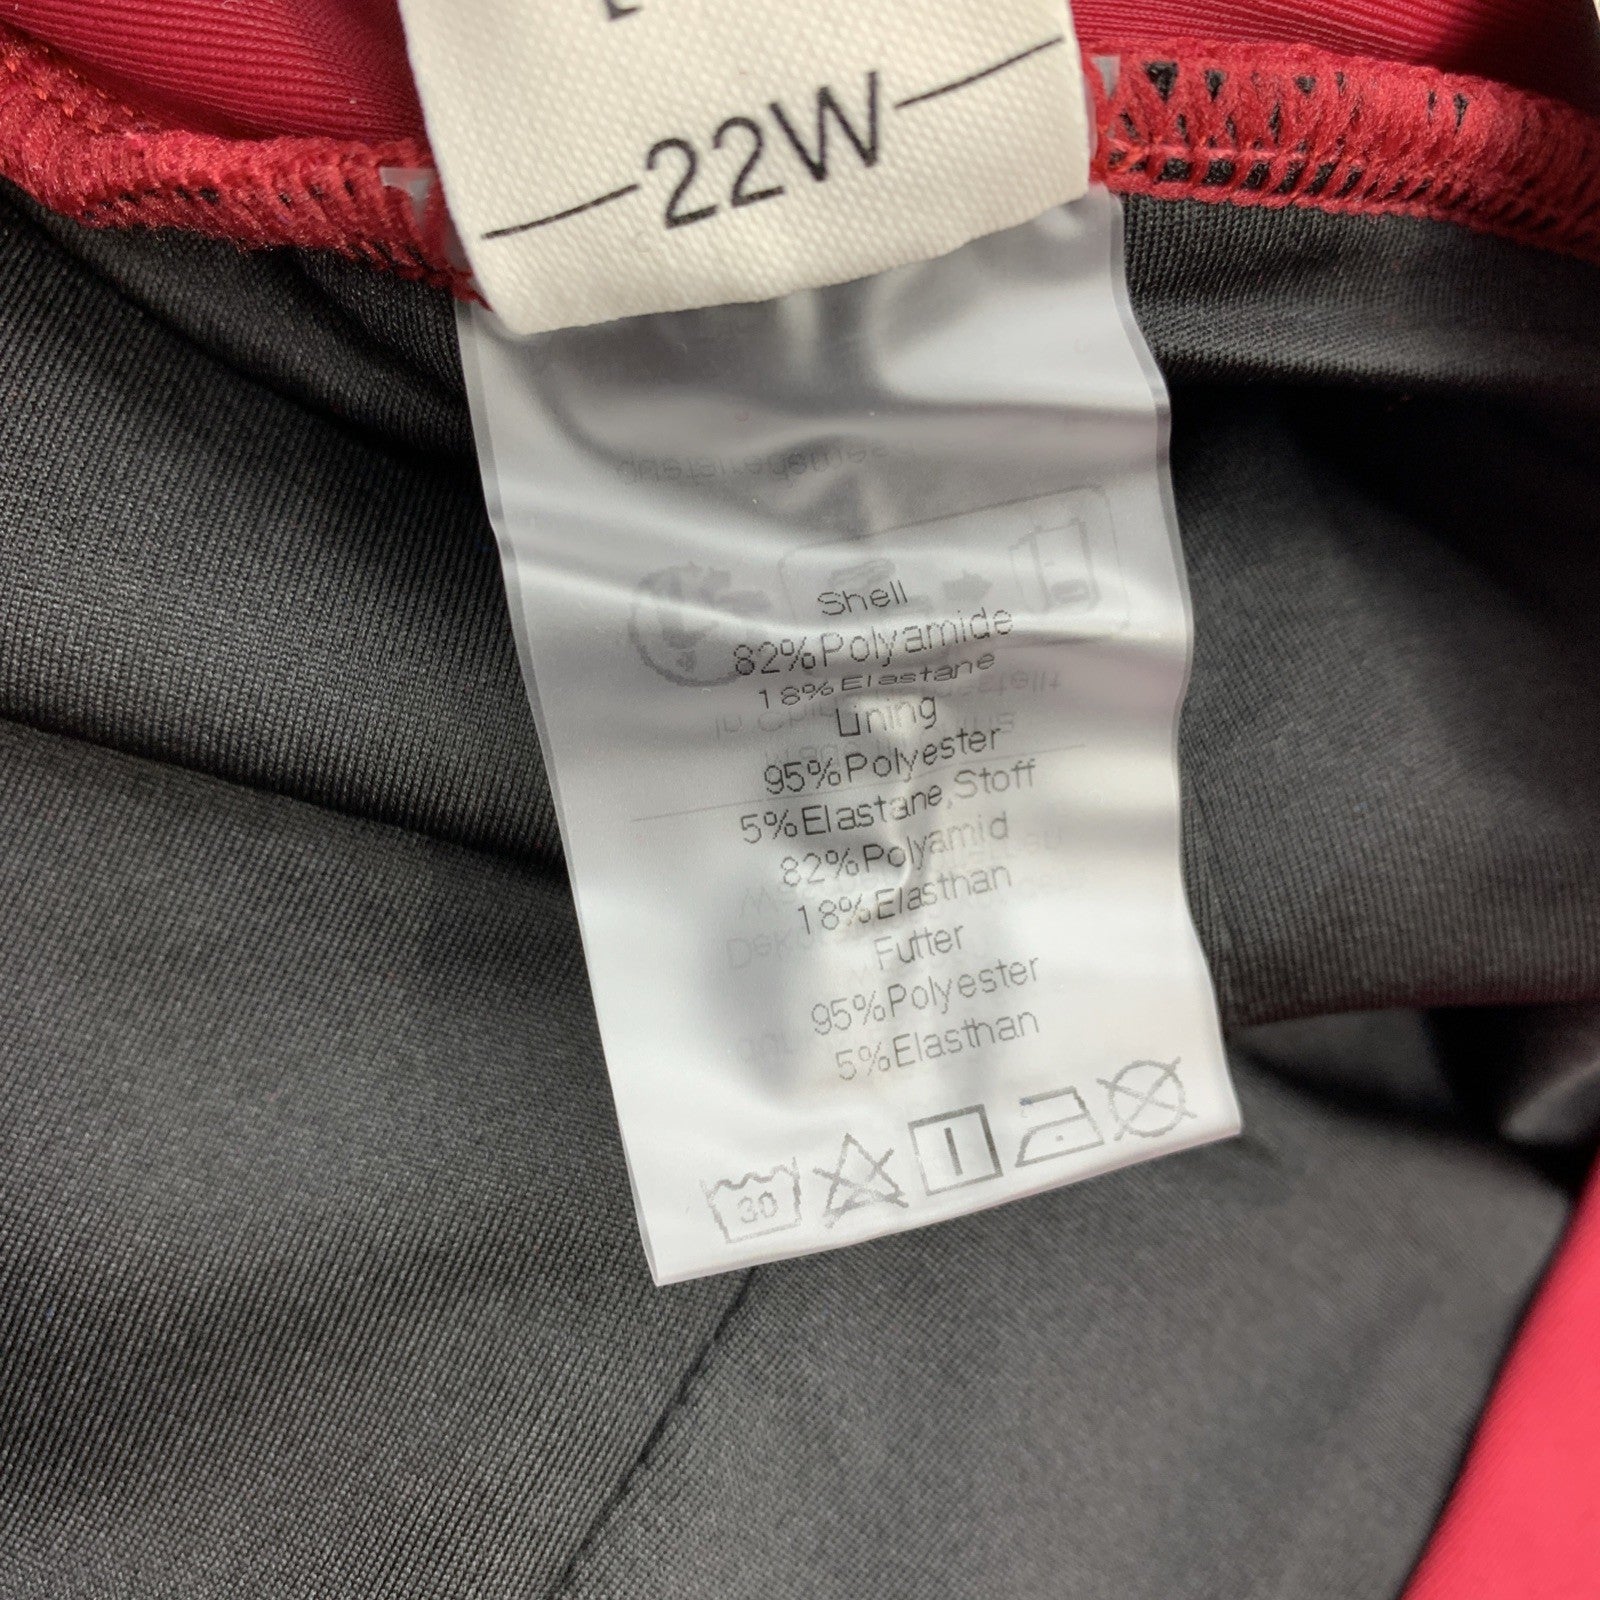 22W
Shell
82%Polyamide
18%Elastane
Lining
95%Polyester
5%Elastane,Stoff
82%Polyamid
18%Elasthan
Futter
95%Polyester
5%Elasthan
30